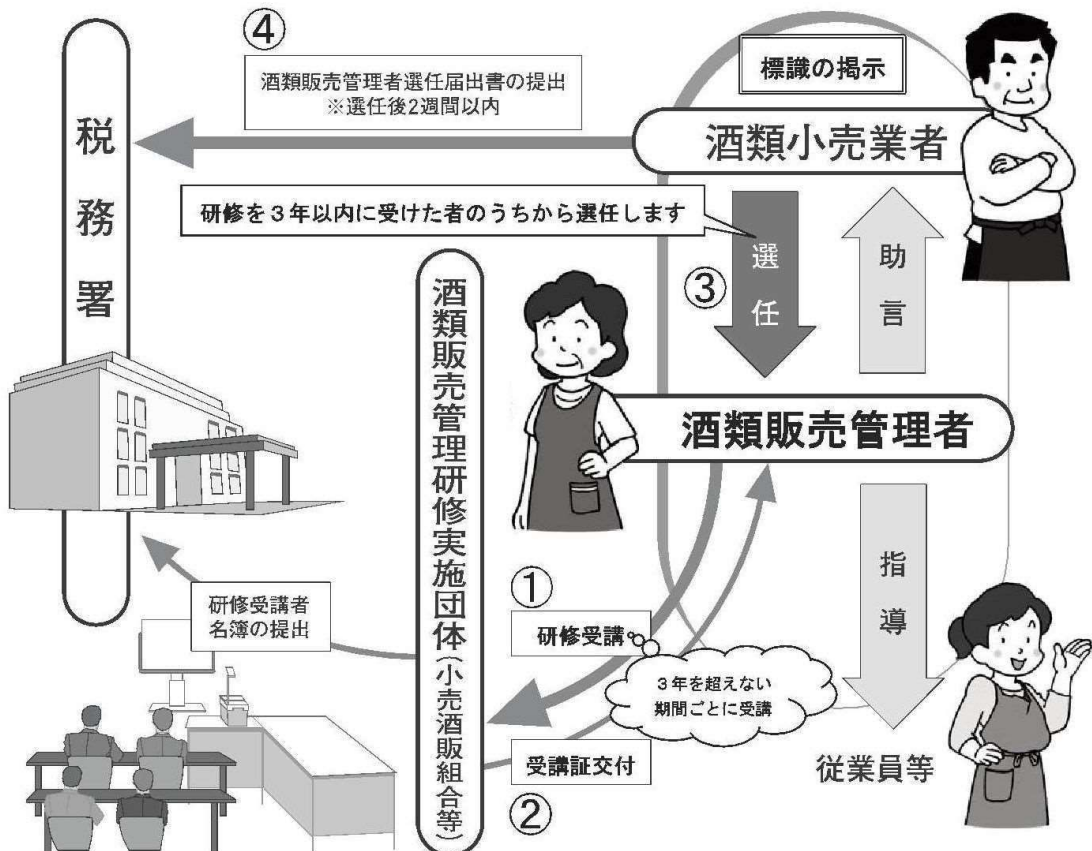 ④
酒類販売管理者選任届出書の提出
※選任後2週間以内
標識の掲示
税務署
酒類小売業者
研修を3年以内に受けた者のうちから選任します
③
選任
助言
酒類販売管理者
酒類販売管理研修実施団体(小売酒販組合等)
①
研修受講
3年を超えない
期間ごとに受講
研修受講者
名簿の提出
指導
受講証交付
②
従業員等